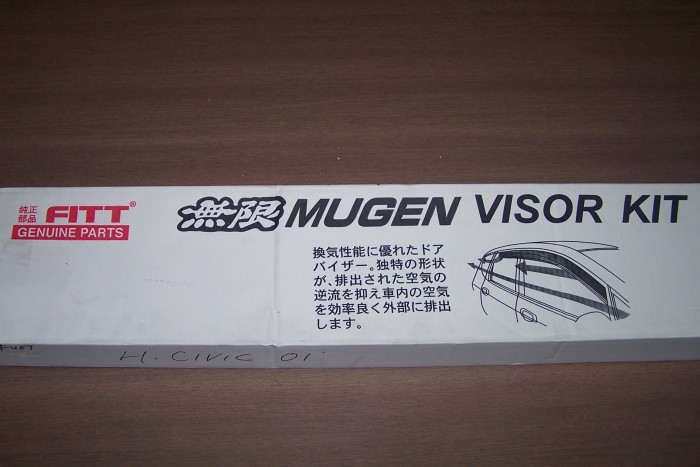 純正
部品
FITT®
GENUINE PARTS
無限 MUGEN VISOR KIT
換気性能に優れたドア
バイザー。独特の形状
が、排出された空気の
逆流を抑え車内の空気
を効率良く外部に排出
します。
H. CIVIC 01'